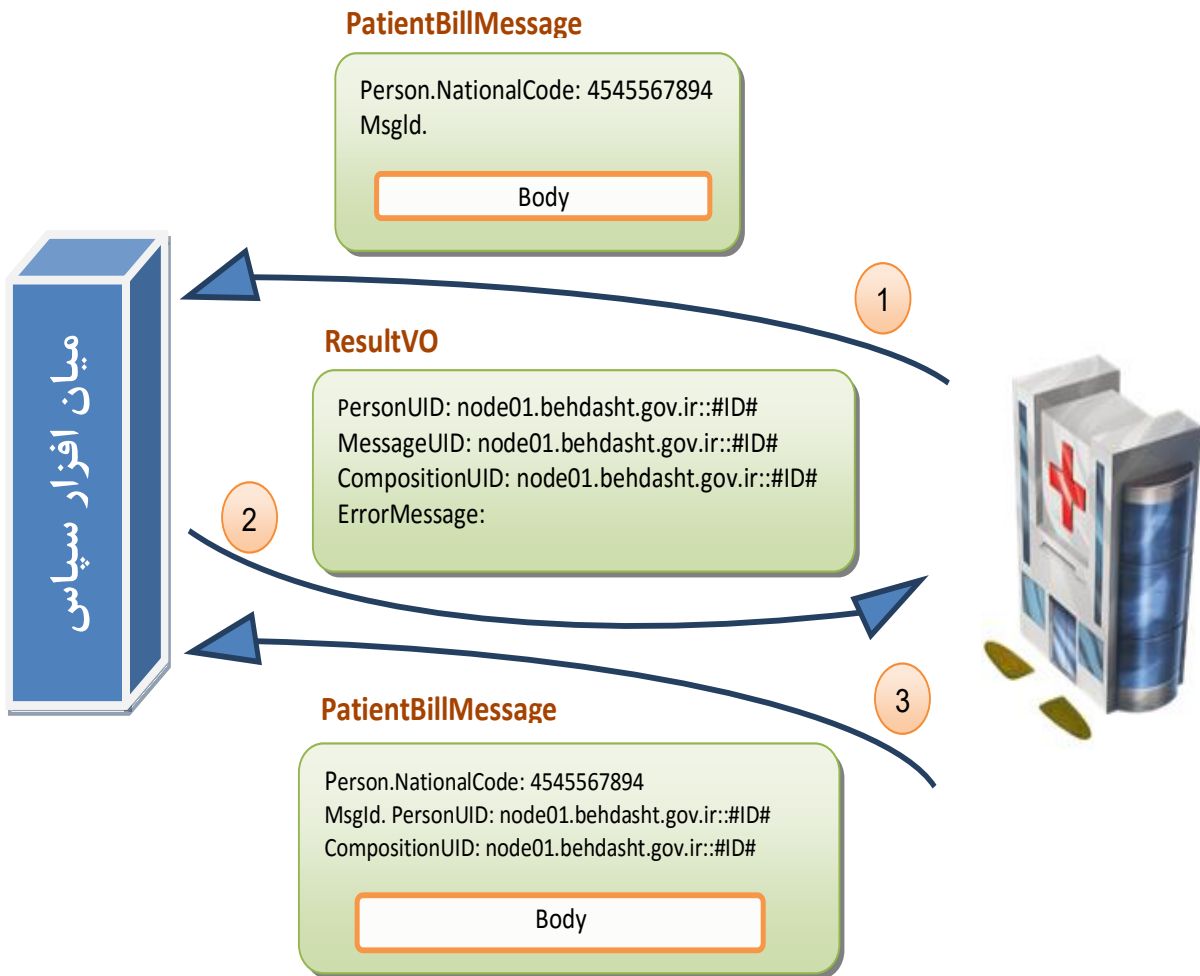 PatientBillMessage
Person.NationalCode: 4545567894
MsgId.
Body
1
میان افزار سپاس
ResultVO
PersonUID: node01.behdasht.gov.ir::#ID#
MessageUID: node01.behdasht.gov.ir::#ID#
CompositionUID: node01.behdasht.gov.ir::#ID#
ErrorMessage:
2
3
PatientBillMessage
Person.NationalCode: 4545567894
MsgId. PersonUID: node01.behdasht.gov.ir::#ID#
CompositionUID: node01.behdasht.gov.ir::#ID#
Body